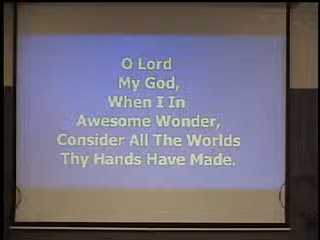 O Lord
My God,
When I In
Awesome Wonder,
Consider All The Worlds
Thy Hands Have Made.